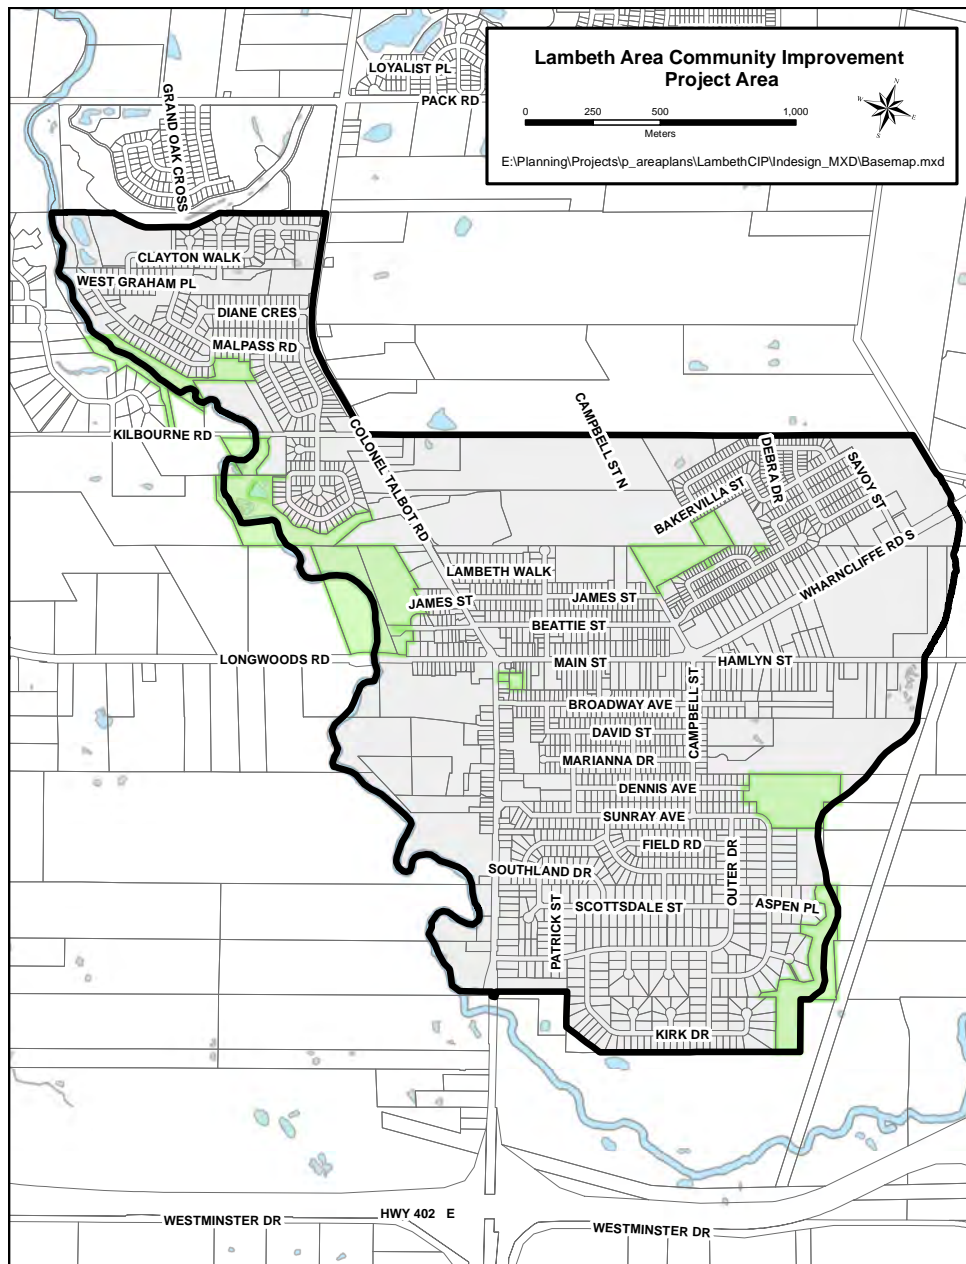 Lambeth Area Community Improvement
Project Area
0 250 500 1,000
Meters
N
W E
S
E:\Planning\Projects\p_areaplans\LambethCIP\Indesign_MXD\Basemap.mxd
LOYALIST PL
PACK RD
GRAND OAK CROSS
CLAYTON WALK
WEST GRAHAM PL
DIANE CRES
MALPASS RD
KILBOURNE RD
COLONEL TALBOT RD
CAMPBELL ST N
DEBRA DR
SAVOY ST
BAKERVILLA ST
WHARNCLIFFE RD S
LAMBETH WALK
JAMES ST
JAMES ST
BEATTIE ST
LONGWOODS RD
MAIN ST
HAMLYN ST
BROADWAY AVE
CAMPBELL ST
DAVID ST
MARIANNA DR
DENNIS AVE
SUNRAY AVE
FIELD RD
OUTER DR
SOUTHLAND DR
SCOTTSDALE ST
ASPEN PL
PATRICK ST
KIRK DR
HWY 402 E
WESTMINSTER DR
WESTMINSTER DR